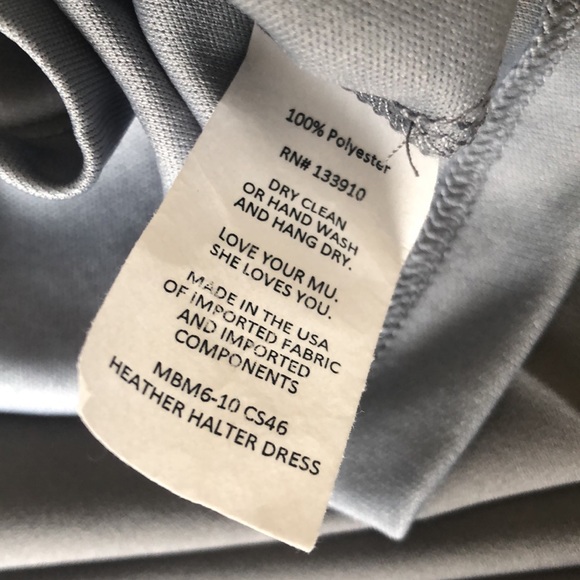 100% Polyester
RN# 133910
DRY CLEAN
OR HAND WASH
AND HANG DRY.
LOVE YOUR MU.
SHE LOVES YOU.
MADE IN THE USA
OF IMPORTED FABRIC
AND IMPORTED
COMPONENTS
MBM6-10 CS46
HEATHER HALTER DRESS